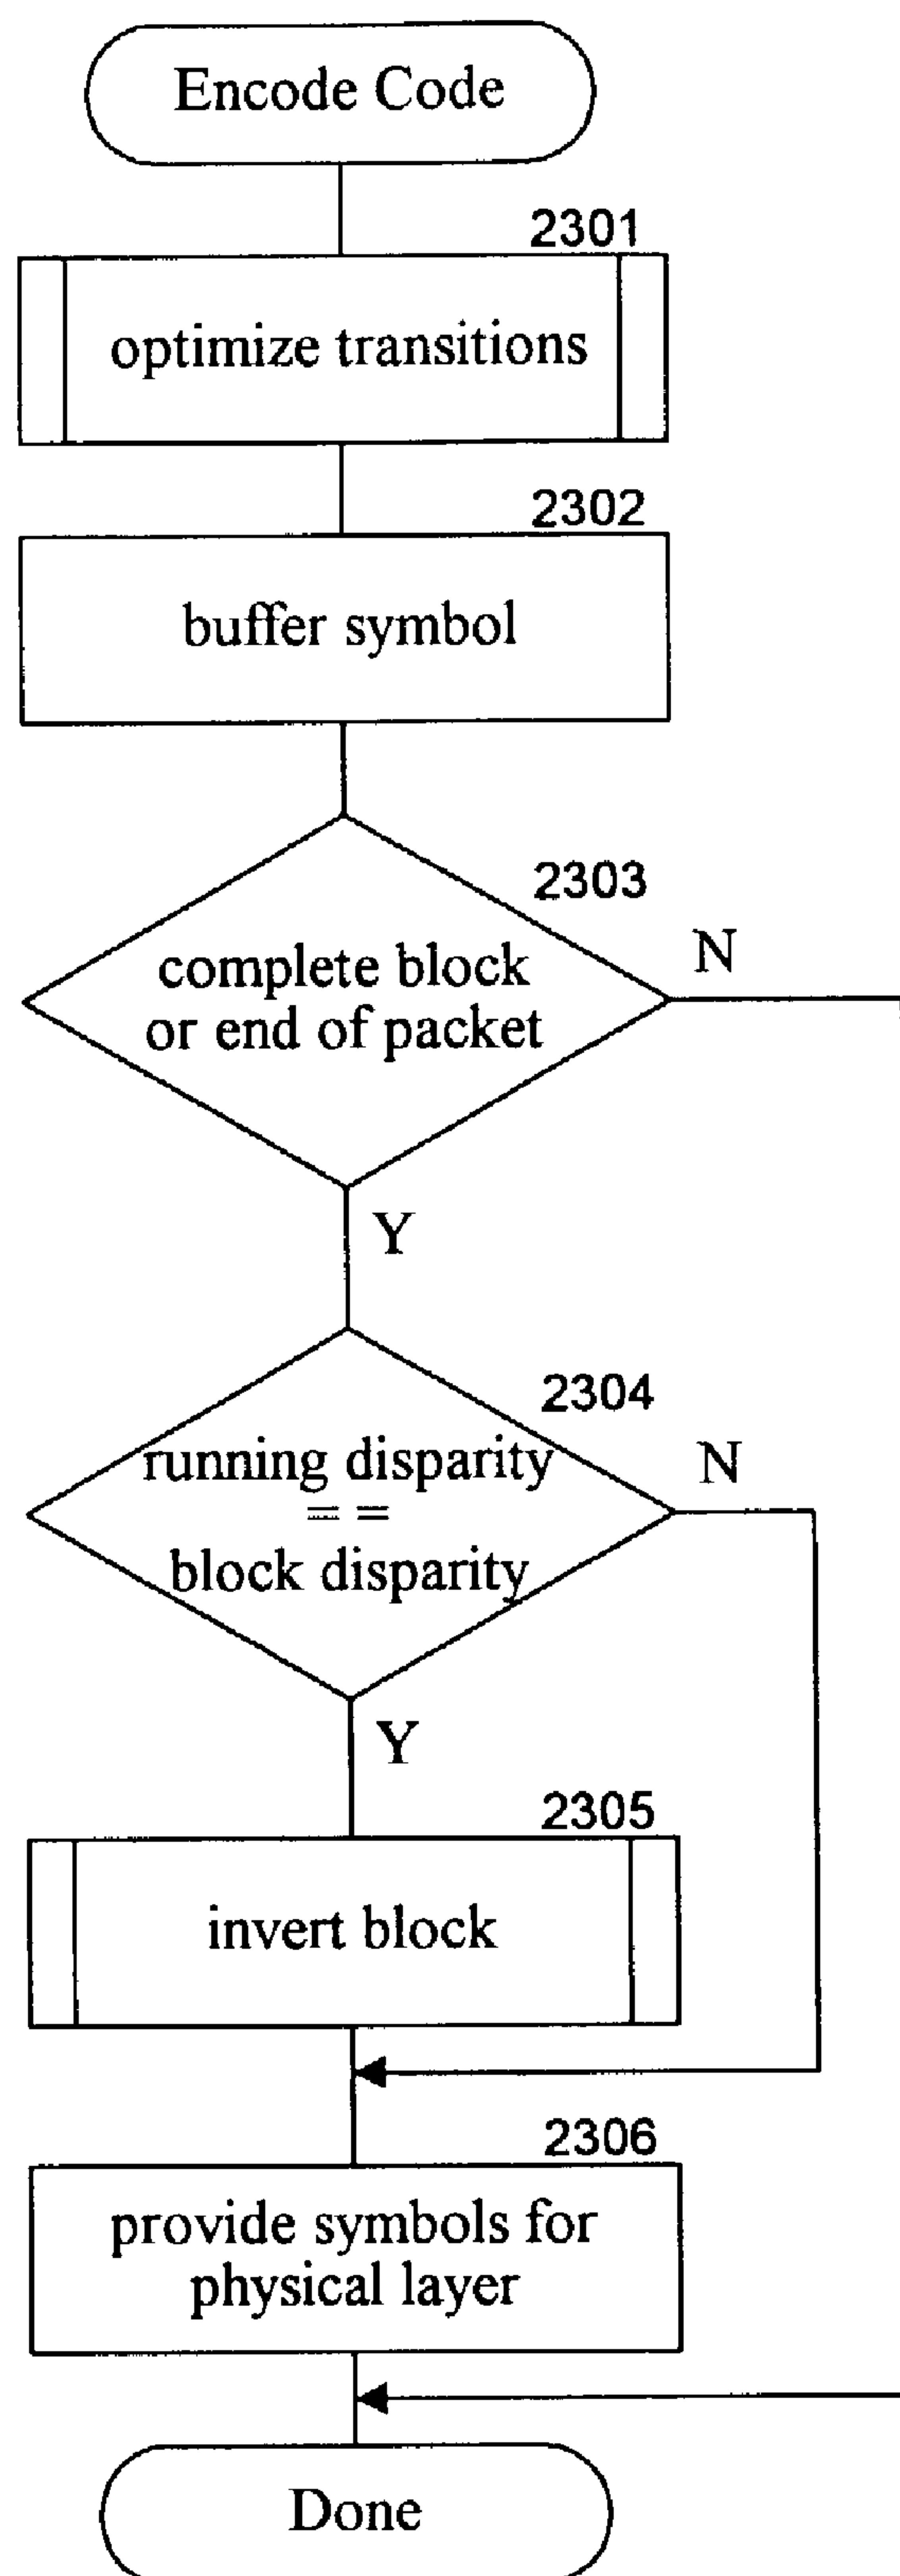 Encode Code
2301
optimize transitions
2302
buffer symbol
2303
complete block
or end of packet
N
Y
2304
running disparity
= =
block disparity
N
Y
2305
invert block
2306
provide symbols for
physical layer
Done